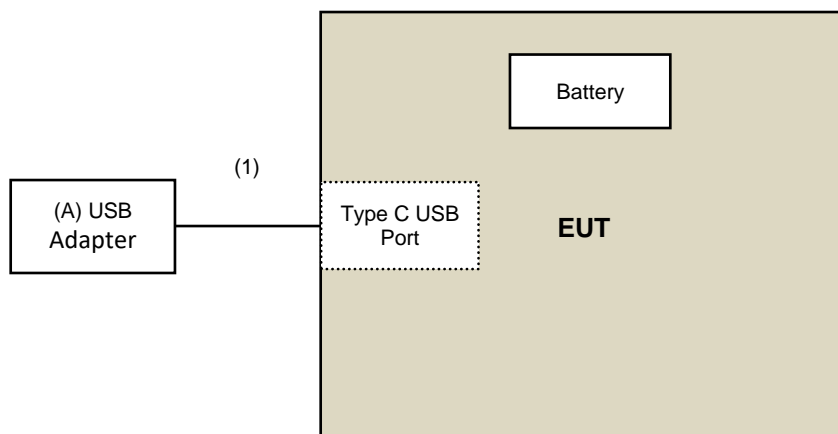 Battery
(1)
(A) USB
Adapter
Type C USB
Port
EUT